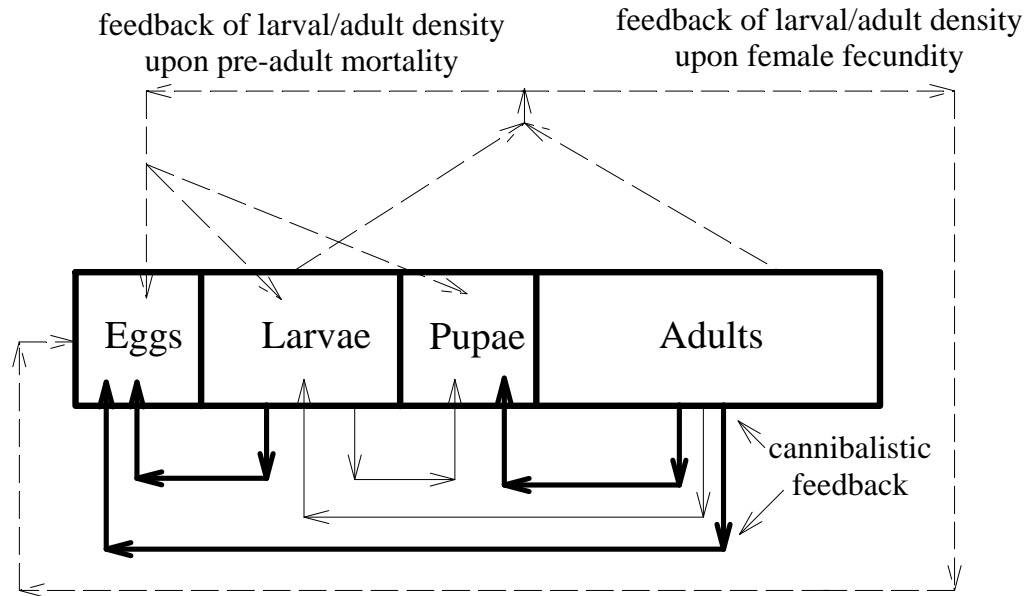 feedback of larval/adult density
upon pre-adult mortality
feedback of larval/adult density
upon female fecundity
Eggs
Larvae
Pupae
Adults
cannibalistic
feedback